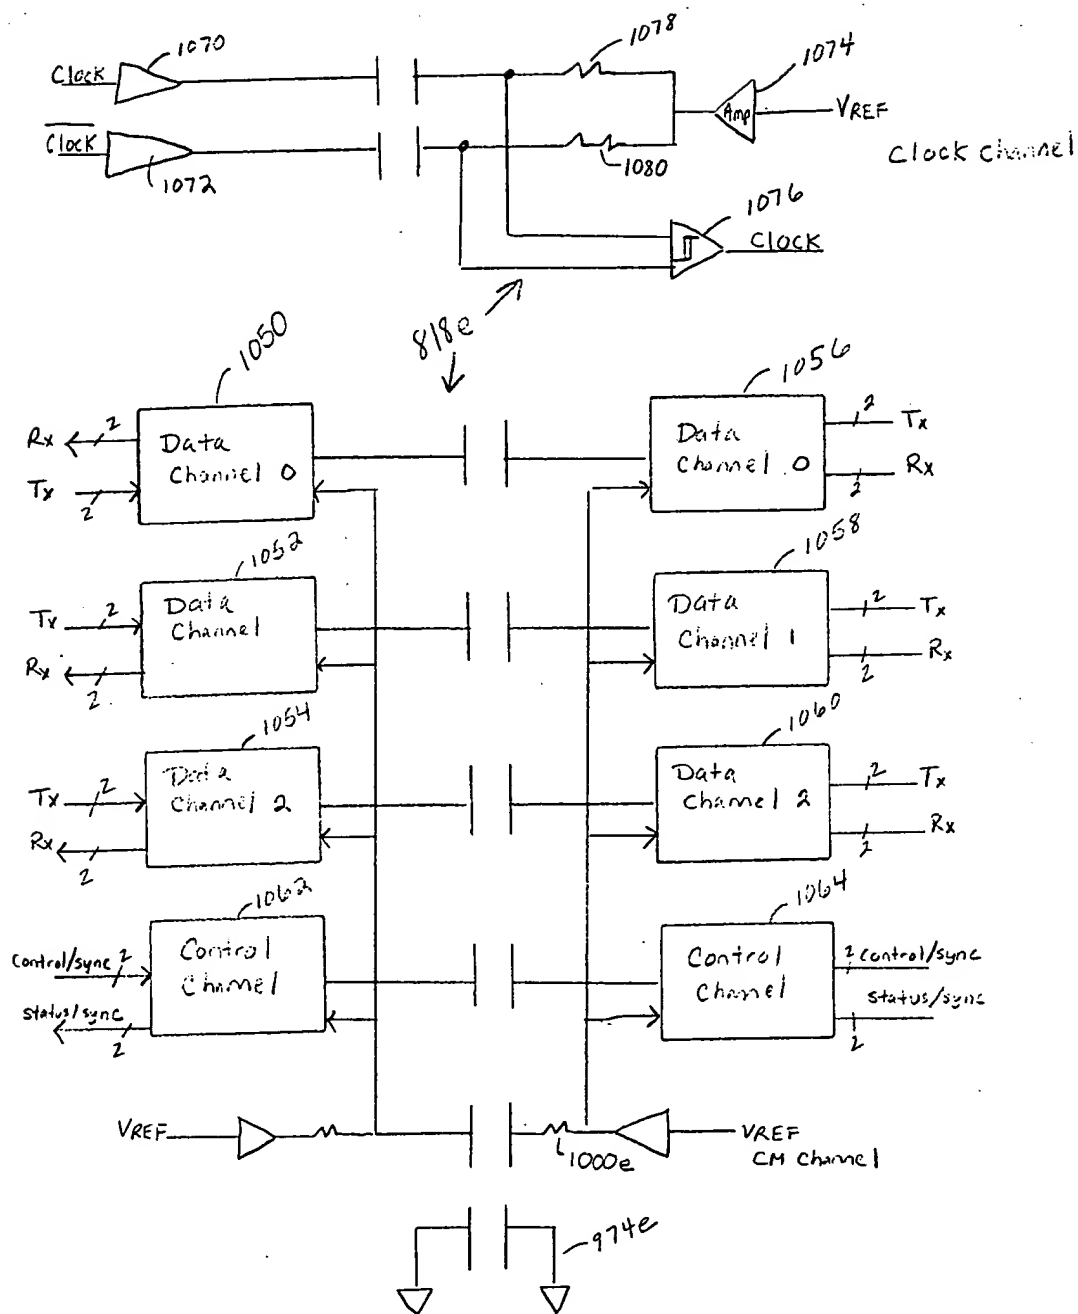 1070
1078
1074
Clock
Amp
VREF
Clock
1072
1080
Clock Channel
1076
CLOCK
818e
1050
1056
Rx
2
Data
Channel 0
Tx
2
Data
Channel 0
2
Tx
Rx
2
1052
1058
Tx
2
Data
Channel
Rx
2
Data
Channel 1
2
Tx
Rx
2
1054
1060
Tx
2
Data
Channel 2
Rx
2
Data
Channel 2
2
Tx
Rx
2
1062
1064
Control/sync
2
Control
Channel
Status/sync
2
Control
Channel
2
Control/sync
Status/sync
2
VREF
1000e
VREF
CM Channel
974e